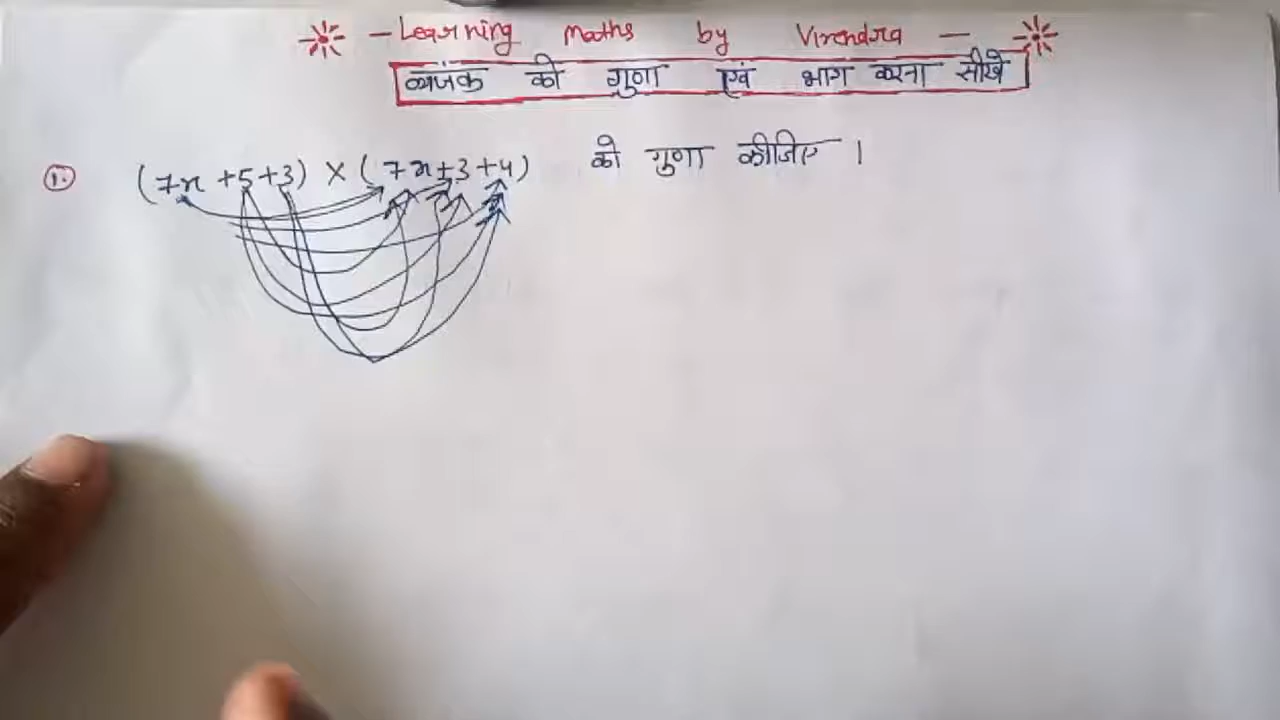 — Learning Maths by Virendra —
व्यंजक को गुणा एवं भाग करना सीखे
1. (7x + 5 + 3) × (7x + 3 + 4) को गुणा कीजिए ।